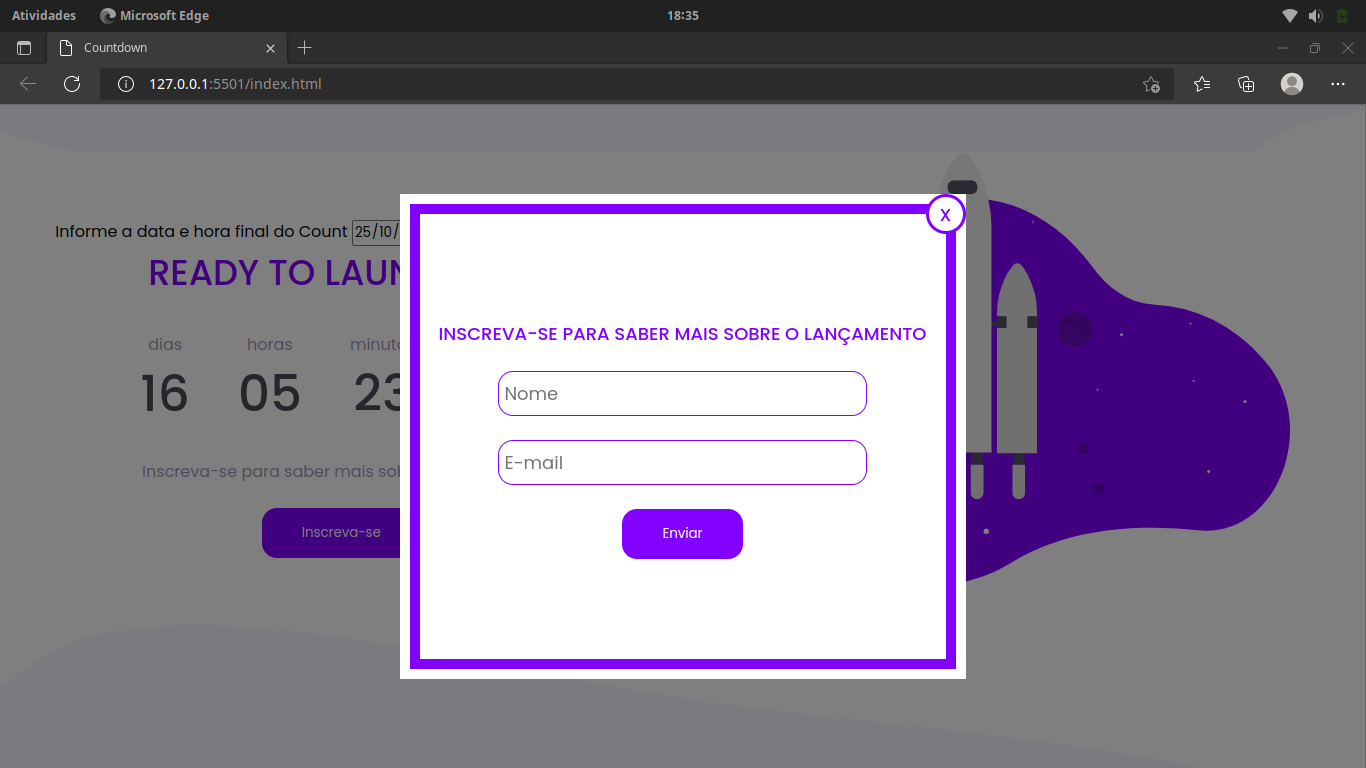 Atividades Microsoft Edge 18:35
Countdown
127.0.0.1:5501/index.html
Informe a data e hora final do Count 25/10/
READY TO LAUN
dias horas minuto
16 05 23
Inscreva-se para saber mais sob
Inscreva-se
X
INSCREVA-SE PARA SABER MAIS SOBRE O LANÇAMENTO
Nome
E-mail
Enviar